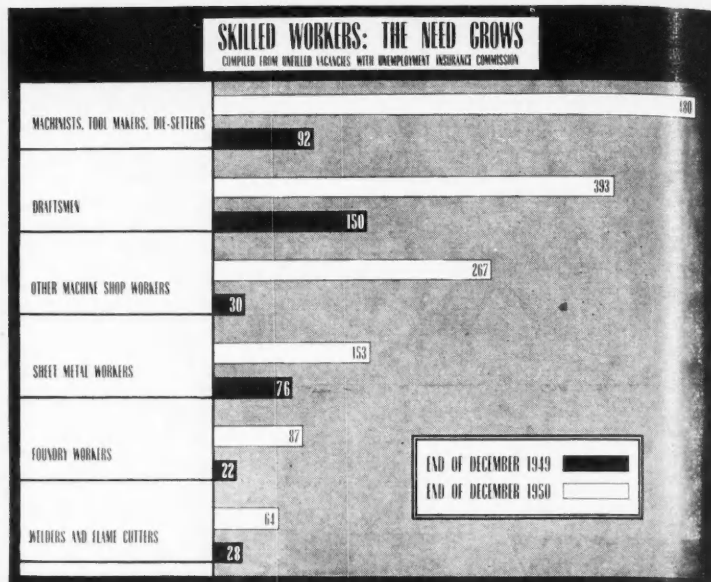 SKILLED WORKERS: THE NEED GROWS
COMPILED FROM UNFILLED VACANCIES WITH UNEMPLOYMENT INSURANCE COMMISSION
MACHINISTS, TOOL MAKERS, DIE-SETTERS
480
92
DRAFTSMEN
393
150
OTHER MACHINE SHOP WORKERS
267
30
SHEET METAL WORKERS
153
76
FOUNDRY WORKERS
87
22
WELDERS AND FLAME CUTTERS
64
28
END OF DECEMBER 1949
END OF DECEMBER 1950